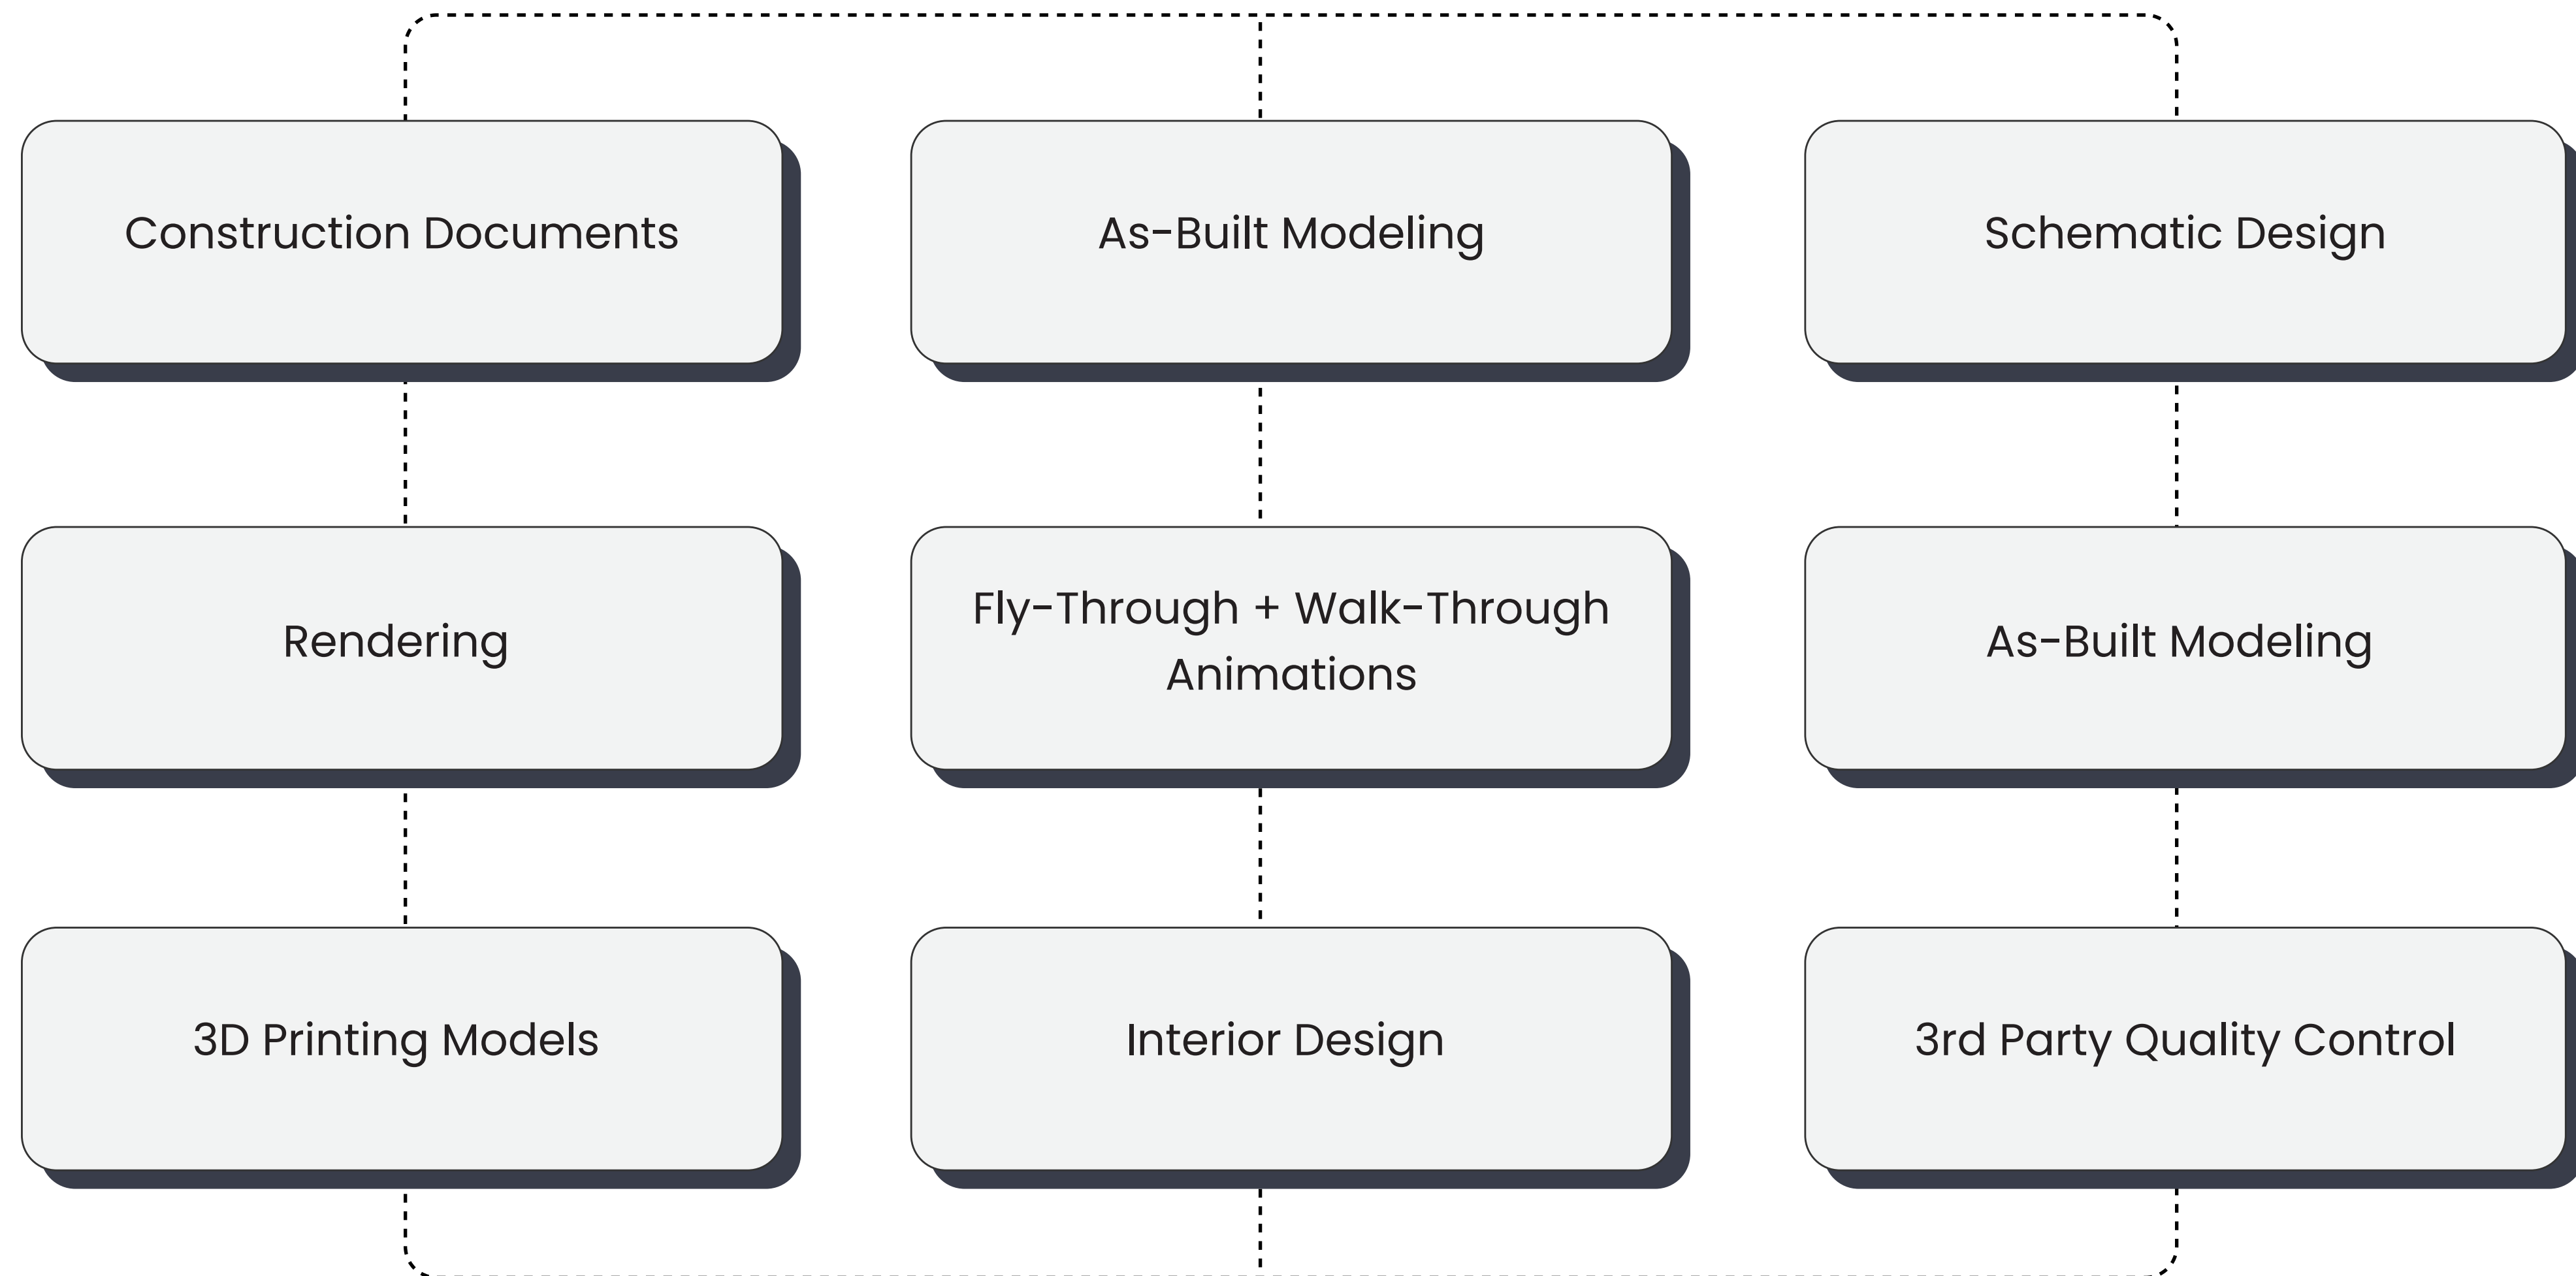 Construction Documents
As-Built Modeling
Schematic Design
Rendering
Fly-Through + Walk-Through
Animations
As-Built Modeling
3D Printing Models
Interior Design
3rd Party Quality Control